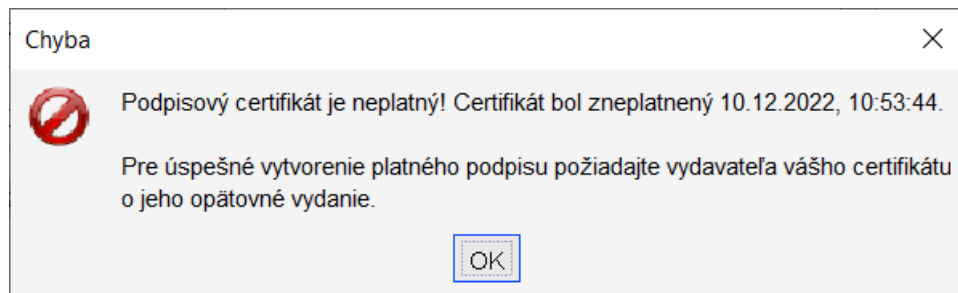 Chyba
Podpisový certifikát je neplatný! Certifikát bol zneplatnený 10.12.2022, 10:53:44.
Pre úspešné vytvorenie platného podpisu požiadajte vydavateľa vášho certifikátu
o jeho opätovné vydanie.
OK